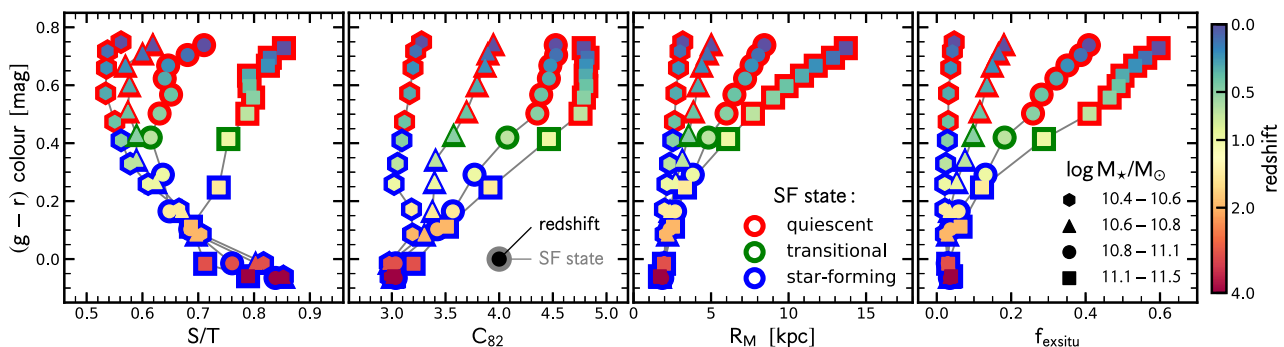 (g − r) colour [mag]
0.8
0.6
0.4
0.2
0.0
0.5 0.6 0.7 0.8 0.9
S/T
redshift
SF state
3.0 3.5 4.0 4.5 5.0
C82
SF state :
quiescent
transitional
star-forming
0 5 10 15
RM [kpc]
log M⋆/M⊙
10.4 − 10.6
10.6 − 10.8
10.8 − 11.1
11.1 − 11.5
0.0 0.2 0.4 0.6
fexsitu
0.0
0.5
1.0
2.0
4.0
redshift